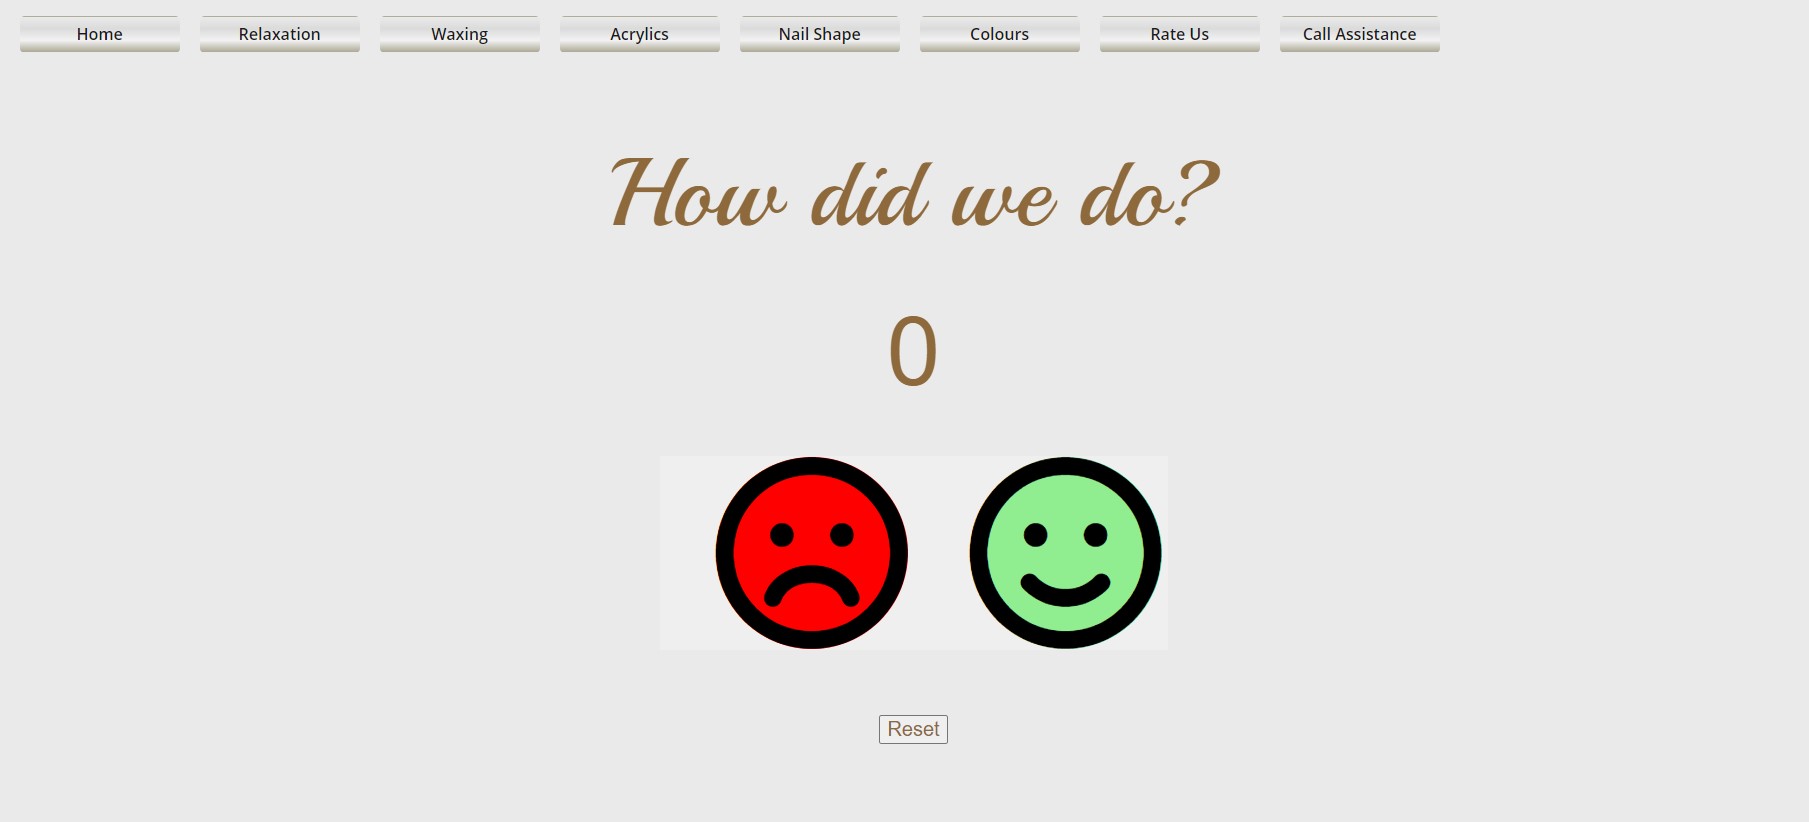 Home Relaxation Waxing Acrylics Nail Shape Colours Rate Us Call Assistance
How did we do?
0
Reset